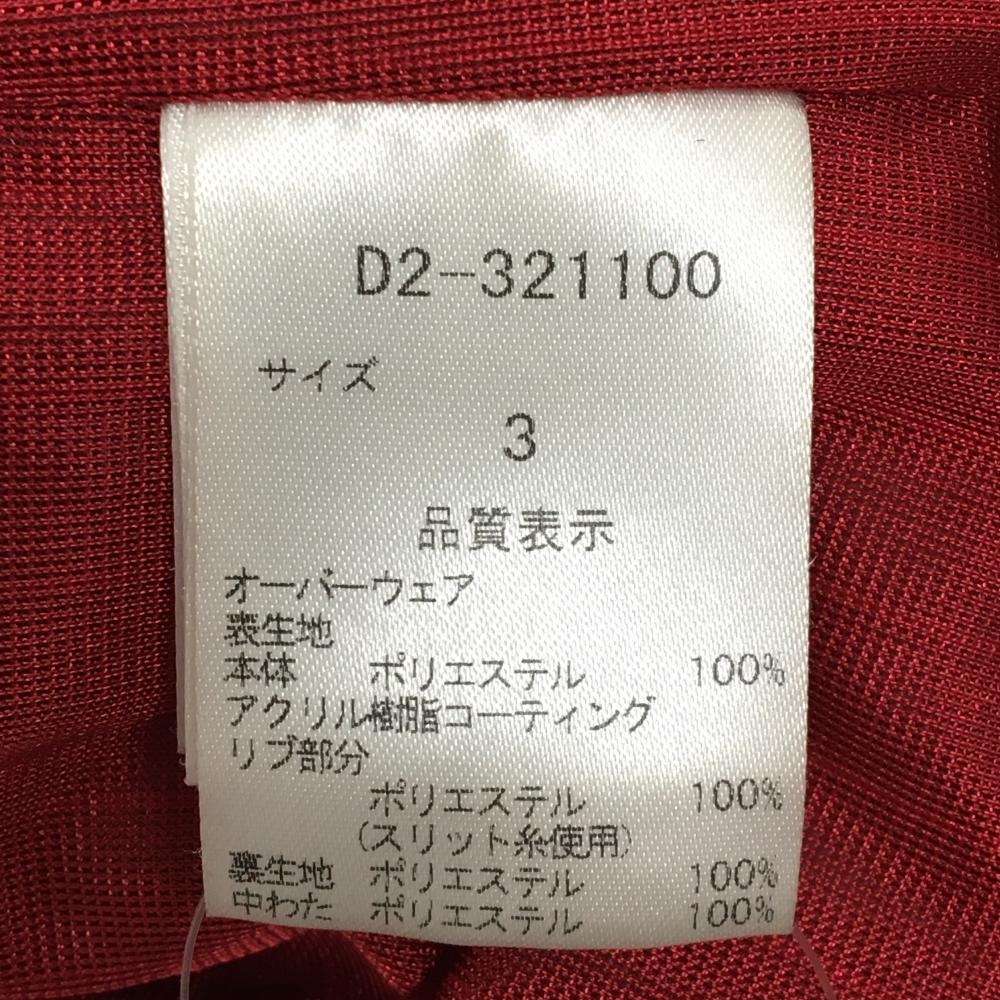 D2-321100
サイズ
3
品質表示
オーバーウェア
表生地
本体 ポリエステル 100%
アクリル樹脂コーティング
リブ部分
ポリエステル 100%
(スリット糸使用)
裏生地 ポリエステル 100%
中わた ポリエステル 100%